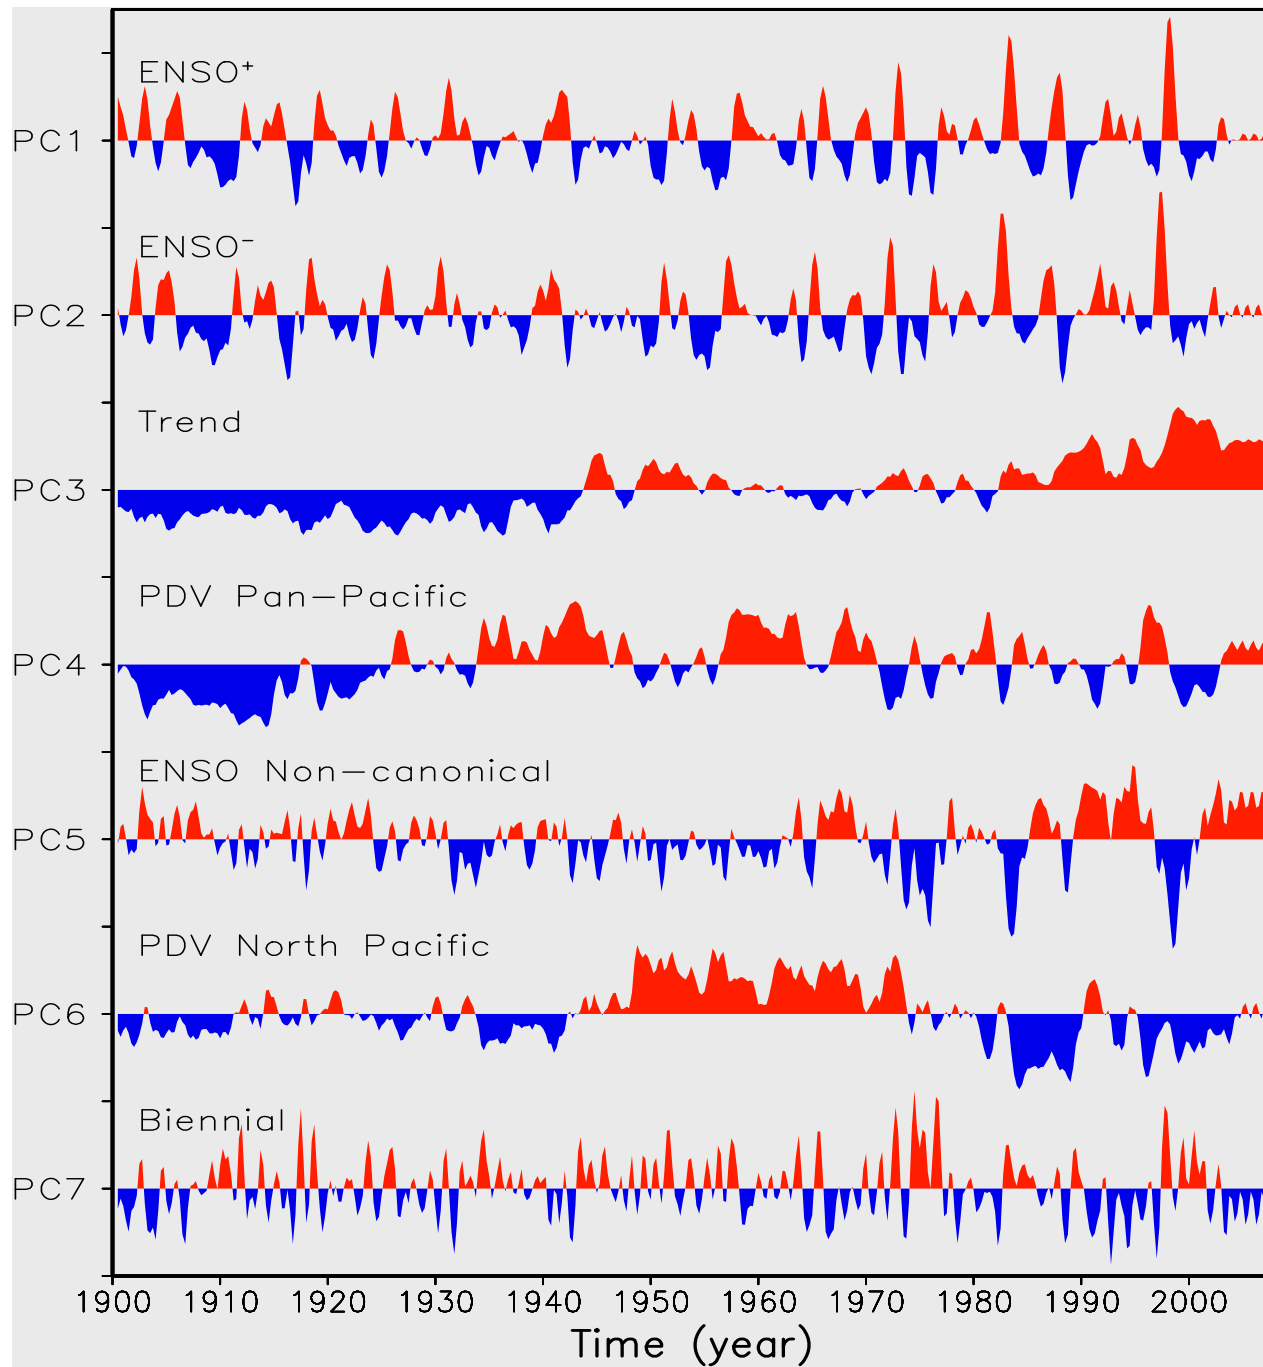 ENSO⁺
PC1
ENSO⁻
PC2
Trend
PC3
PDV Pan-Pacific
PC4
ENSO Non-canonical
PC5
PDV North Pacific
PC6
Biennial
PC7
1900 1910 1920 1930 1940 1950 1960 1970 1980 1990 2000
Time (year)